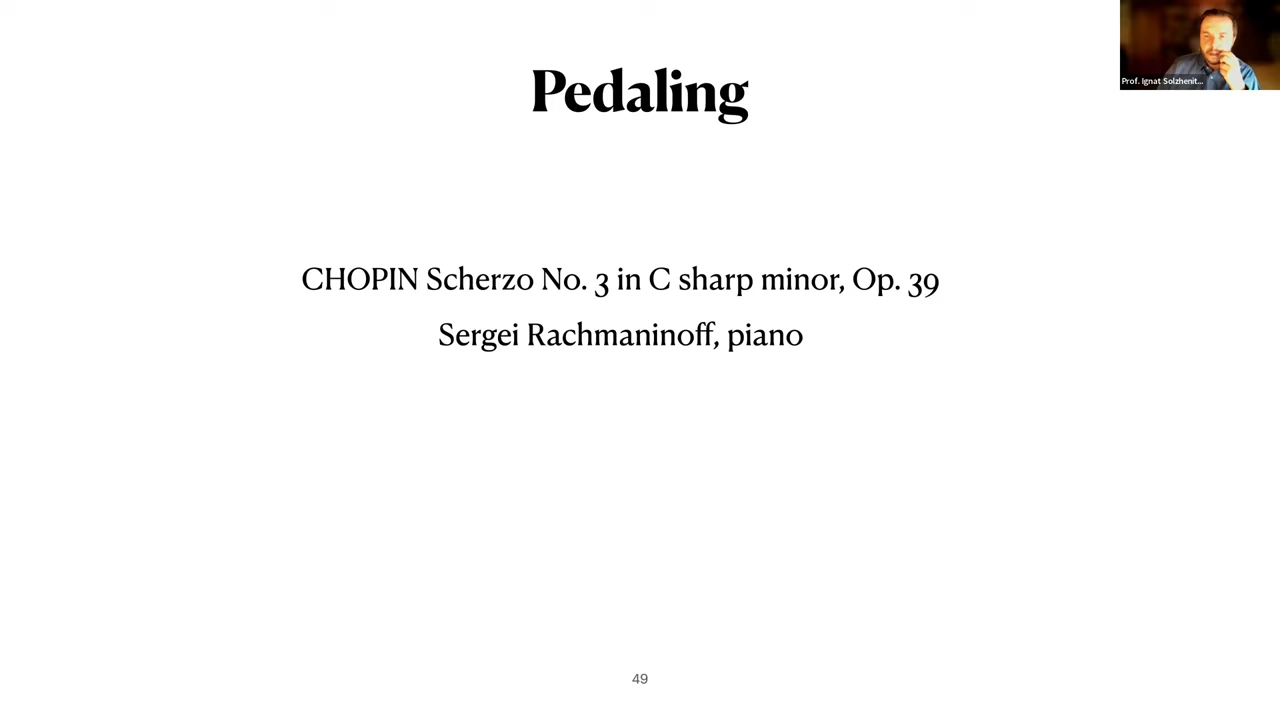 Pedaling
Prof. Ignat Solzhenit...
CHOPIN Scherzo No. 3 in C sharp minor, Op. 39
Sergei Rachmaninoff, piano
49